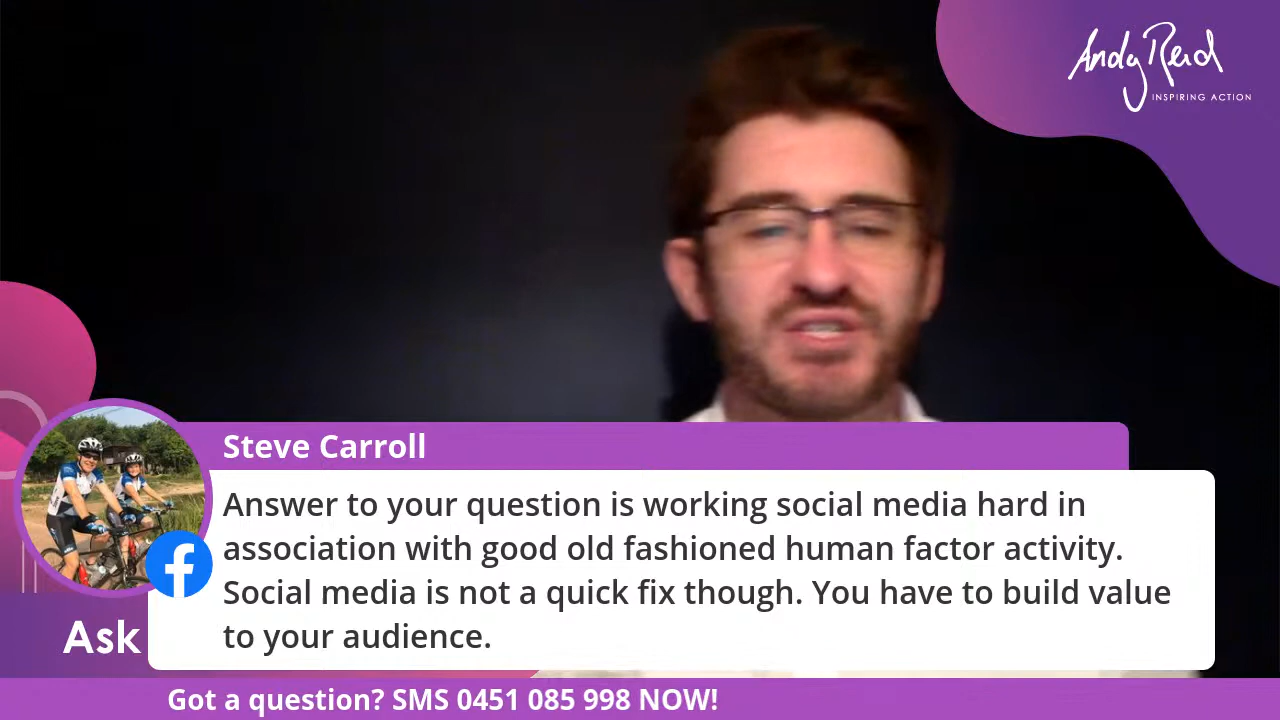 Andy Reid
INSPIRING ACTION
Steve Carroll
Answer to your question is working social media hard in
association with good old fashioned human factor activity.
Social media is not a quick fix though. You have to build value
to your audience.
Ask
Got a question? SMS 0451 085 998 NOW!